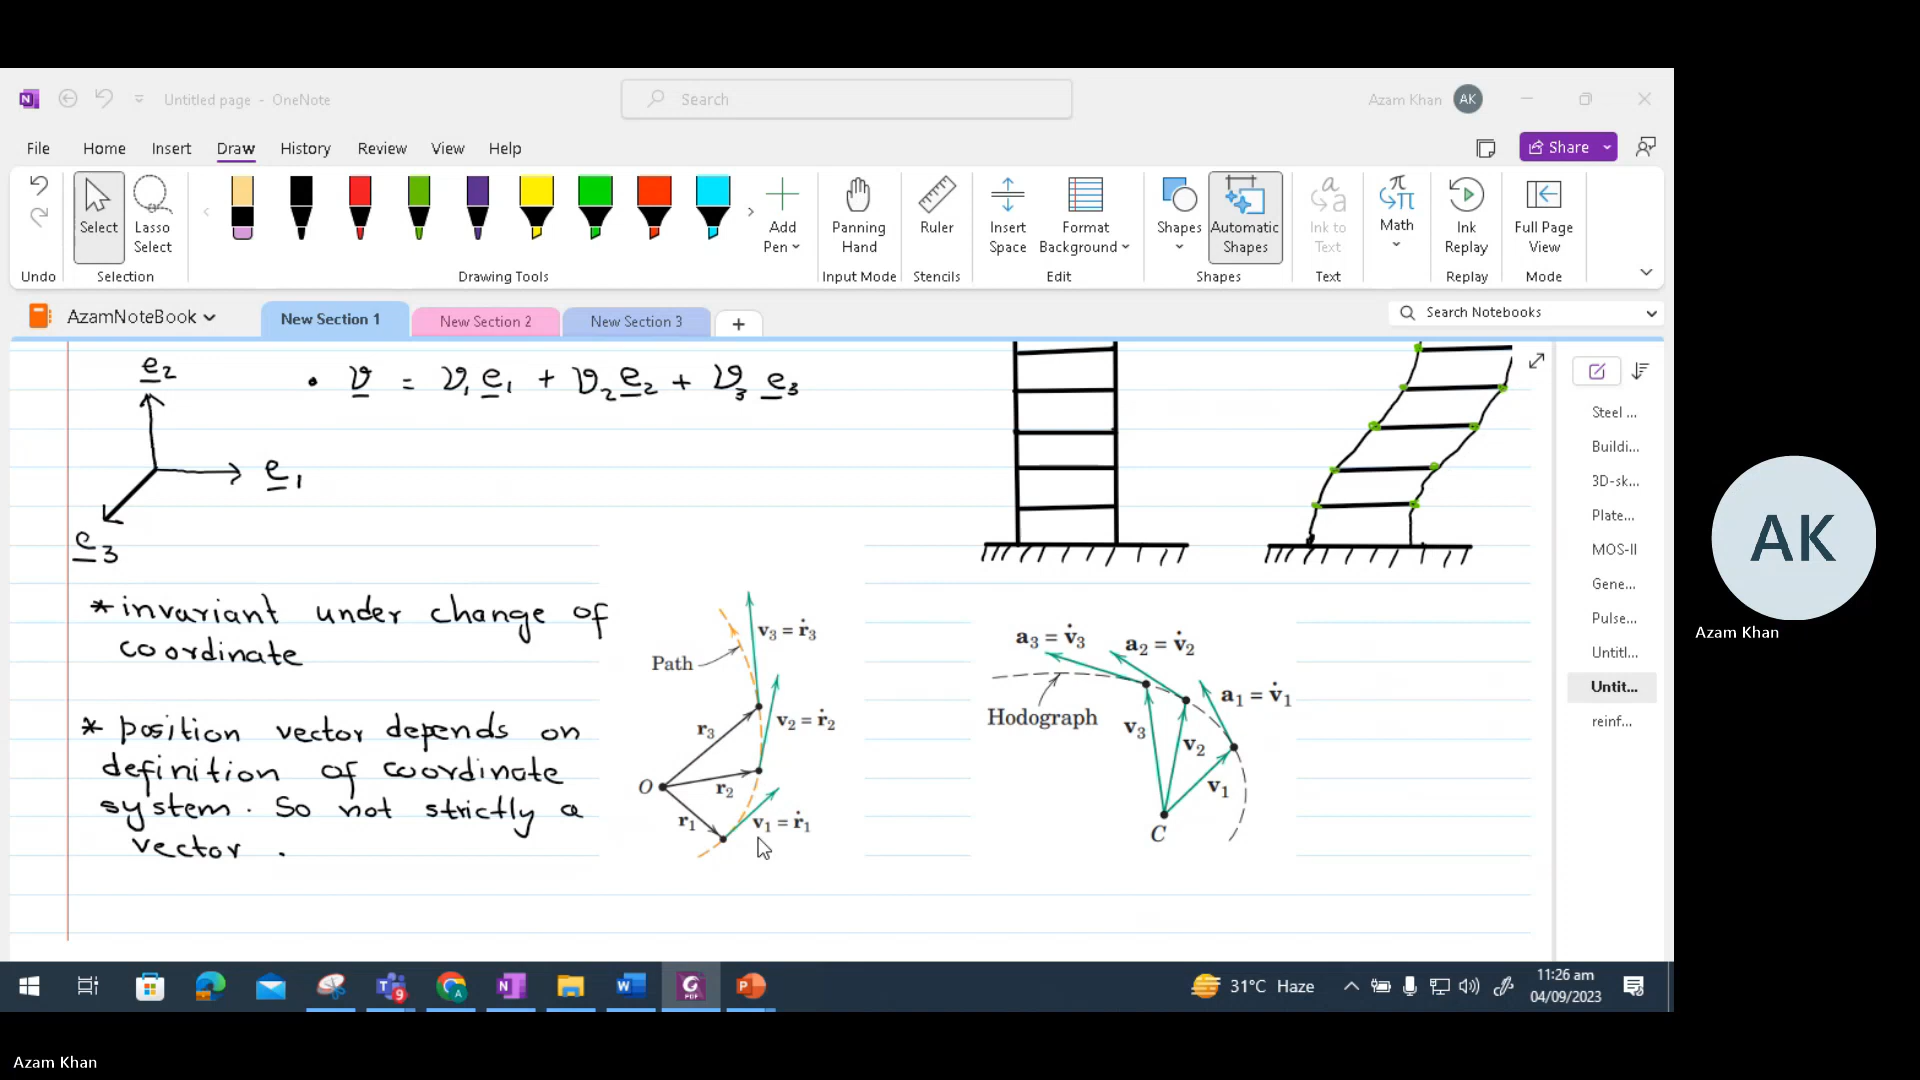 Untitled page - OneNote
Search
Azam Khan AK
File Home Insert Draw History Review View Help
Share
Select
Lasso Select
Add Pen
Panning Hand
Ruler
Insert Space
Format Background
Shapes
Automatic Shapes
Ink to Text
Math
Ink Replay
Full Page View
Undo Selection Drawing Tools Input Mode Stencils Edit Shapes Text Replay Mode
AzamNoteBook New Section 1 New Section 2 New Section 3 +
Search Notebooks
e2
• v = v1 e1 + v2 e2 + v3 e3
e1
e3
* invariant under change of
coordinate
* position vector depends on
definition of coordinate
system. So not strictly a
vector .
v3 = ṙ3
Path
r3
v2 = ṙ2
O
r2
r1
v1 = ṙ1
a3 = v̇3
a2 = v̇2
a1 = v̇1
Hodograph
v3
v2
v1
C
Steel ...
Buildi...
3D-sk...
Plate...
MOS-II
Gene...
Pulse...
Untitl...
Untit...
reinf...
AK
Azam Khan
9
PDF
31°C Haze
11:26 am
04/09/2023
Azam Khan